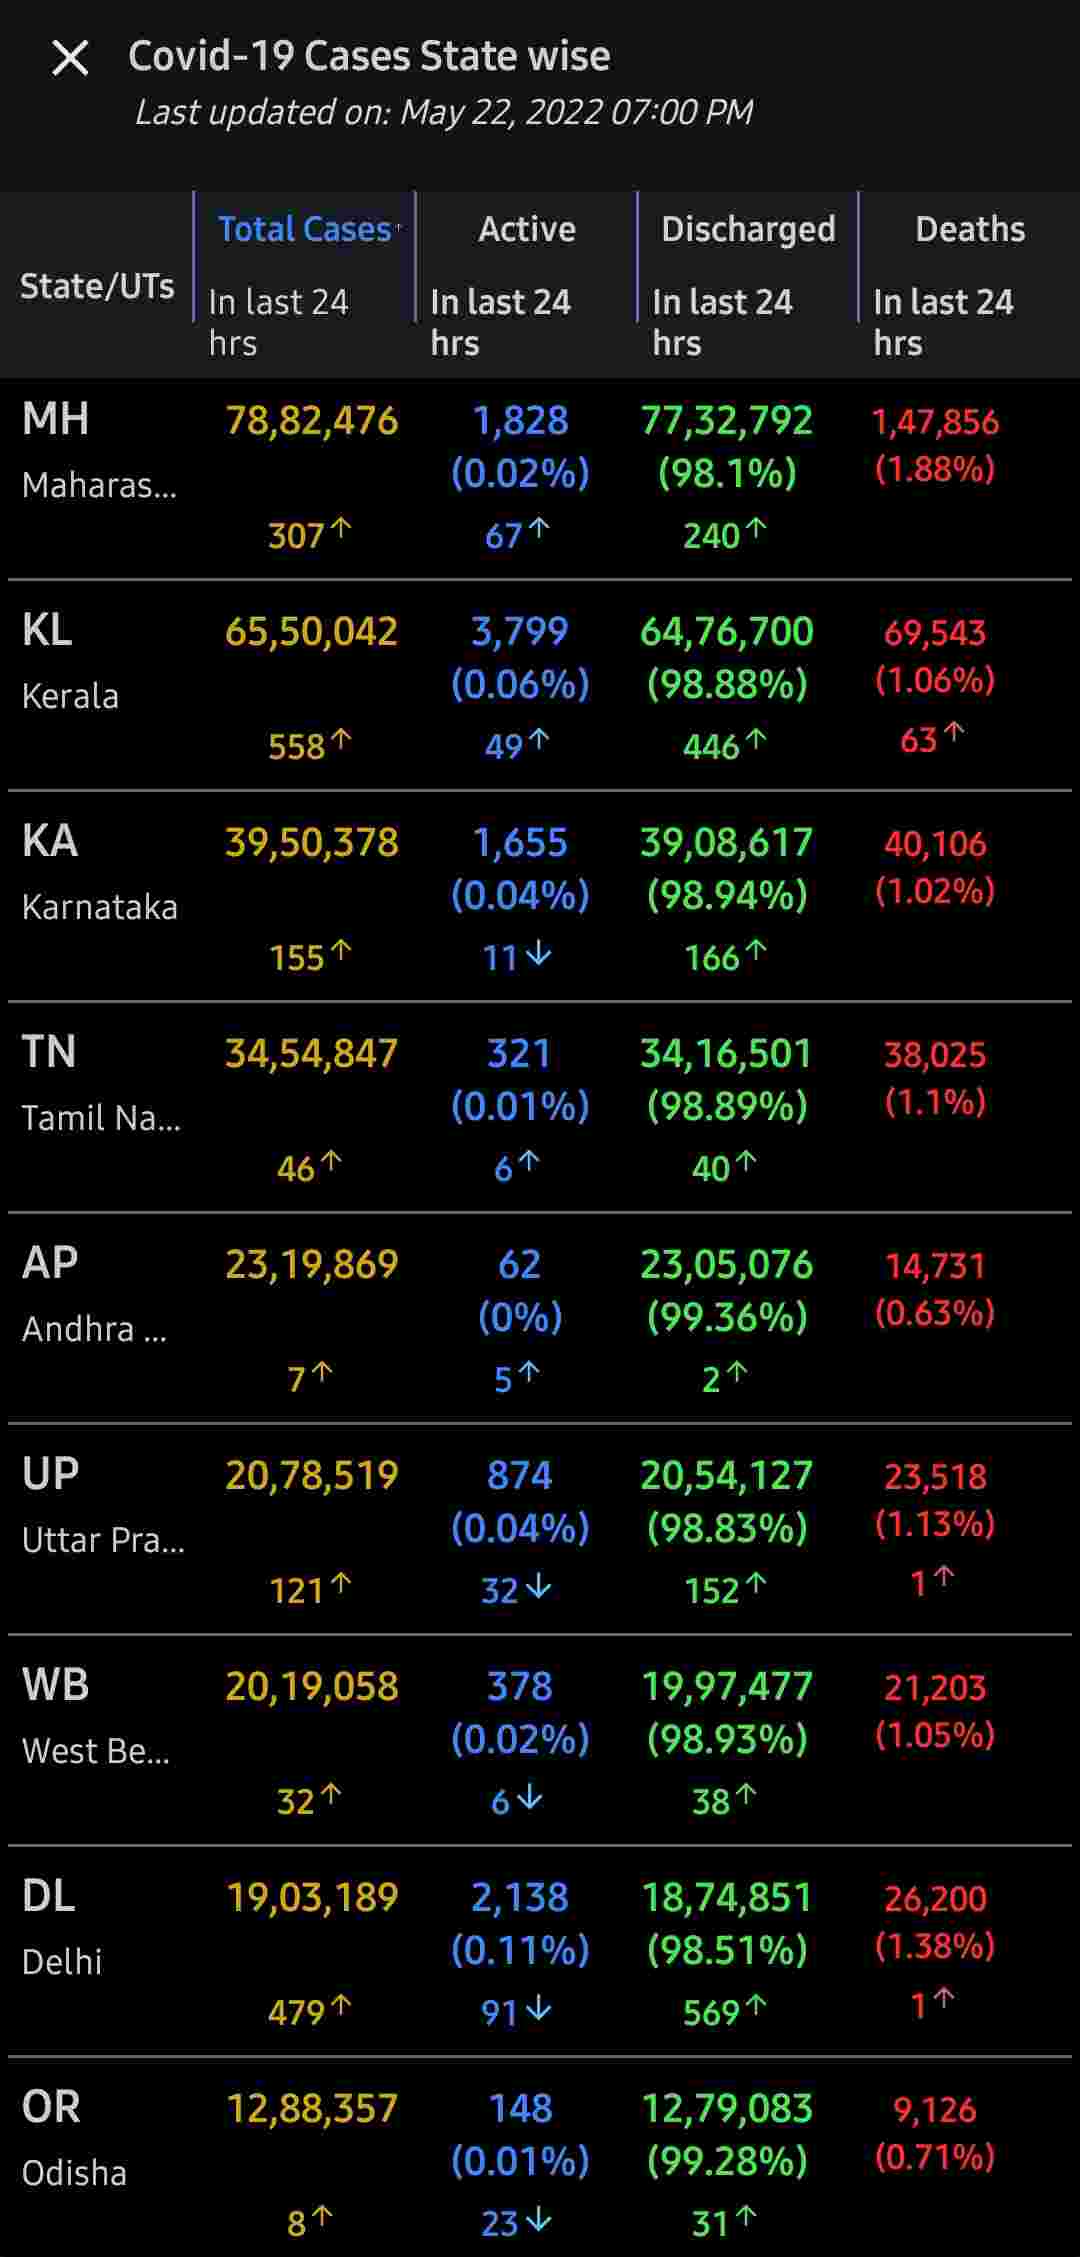 Covid-19 Cases State wise
Last updated on: May 22, 2022 07:00 PM
State/UTs
Total Cases↑ Active Discharged Deaths
In last 24 hrs In last 24 hrs In last 24 hrs In last 24 hrs
MH 78,82,476 1,828 77,32,792 1,47,856
(0.02%) (98.1%) (1.88%)
Maharas...
307↑ 67↑ 240↑
KL 65,50,042 3,799 64,76,700 69,543
(0.06%) (98.88%) (1.06%)
Kerala
558↑ 49↑ 446↑ 63↑
KA 39,50,378 1,655 39,08,617 40,106
(0.04%) (98.94%) (1.02%)
Karnataka
155↑ 11↓ 166↑
TN 34,54,847 321 34,16,501 38,025
(0.01%) (98.89%) (1.1%)
Tamil Na...
46↑ 6↑ 40↑
AP 23,19,869 62 23,05,076 14,731
(0%) (99.36%) (0.63%)
Andhra ...
7↑ 5↑ 2↑
UP 20,78,519 874 20,54,127 23,518
(0.04%) (98.83%) (1.13%)
Uttar Pra...
121↑ 32↓ 152↑ 1↑
WB 20,19,058 378 19,97,477 21,203
(0.02%) (98.93%) (1.05%)
West Be...
32↑ 6↓ 38↑
DL 19,03,189 2,138 18,74,851 26,200
(0.11%) (98.51%) (1.38%)
Delhi
479↑ 91↓ 569↑ 1↑
OR 12,88,357 148 12,79,083 9,126
(0.01%) (99.28%) (0.71%)
Odisha
8↑ 23↓ 31↑